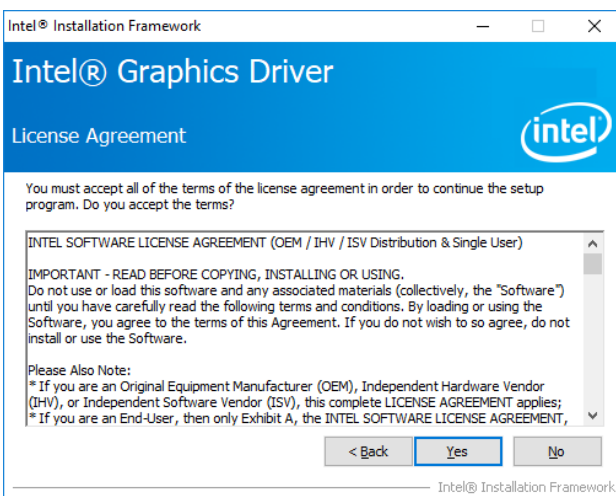 Intel® Installation Framework
Intel® Graphics Driver
License Agreement
intel
You must accept all of the terms of the license agreement in order to continue the setup
program. Do you accept the terms?
INTEL SOFTWARE LICENSE AGREEMENT (OEM / IHV / ISV Distribution & Single User)
IMPORTANT - READ BEFORE COPYING, INSTALLING OR USING.
Do not use or load this software and any associated materials (collectively, the "Software")
until you have carefully read the following terms and conditions. By loading or using the
Software, you agree to the terms of this Agreement. If you do not wish to so agree, do not
install or use the Software.
Please Also Note:
* If you are an Original Equipment Manufacturer (OEM), Independent Hardware Vendor
(IHV), or Independent Software Vendor (ISV), this complete LICENSE AGREEMENT applies;
* If you are an End-User, then only Exhibit A, the INTEL SOFTWARE LICENSE AGREEMENT,
< Back Yes No
Intel® Installation Framework